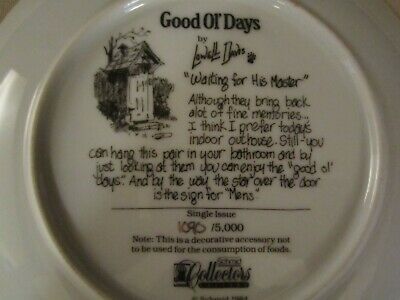 Good Ol' Days
by
Lowell Davis
"Waiting for His Master"
Although they bring back
alot of fine memories...
I think I prefer todays
indoor outhouse. Still-you
can hang this pair in your bathroom and by
just looking at them you can enjoy the "good ol'
days". And by the way the star over the door
is the sign for "Mens".
Single Issue
1090 /5,000
Note: This is a decorative accessory not
to be used for the consumption of foods.
Schmid
Collectors
© Schmid 1984